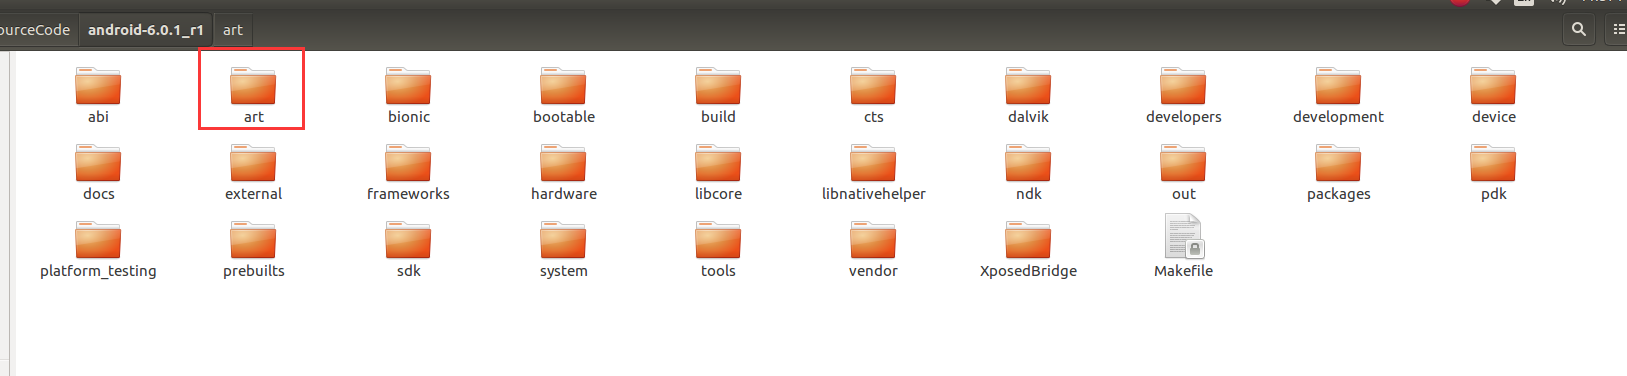 ourceCode android-6.0.1_r1 art
abi art bionic bootable build cts dalvik developers development device
docs external frameworks hardware libcore libnativehelper ndk out packages pdk
platform_testing prebuilts sdk system tools vendor XposedBridge Makefile